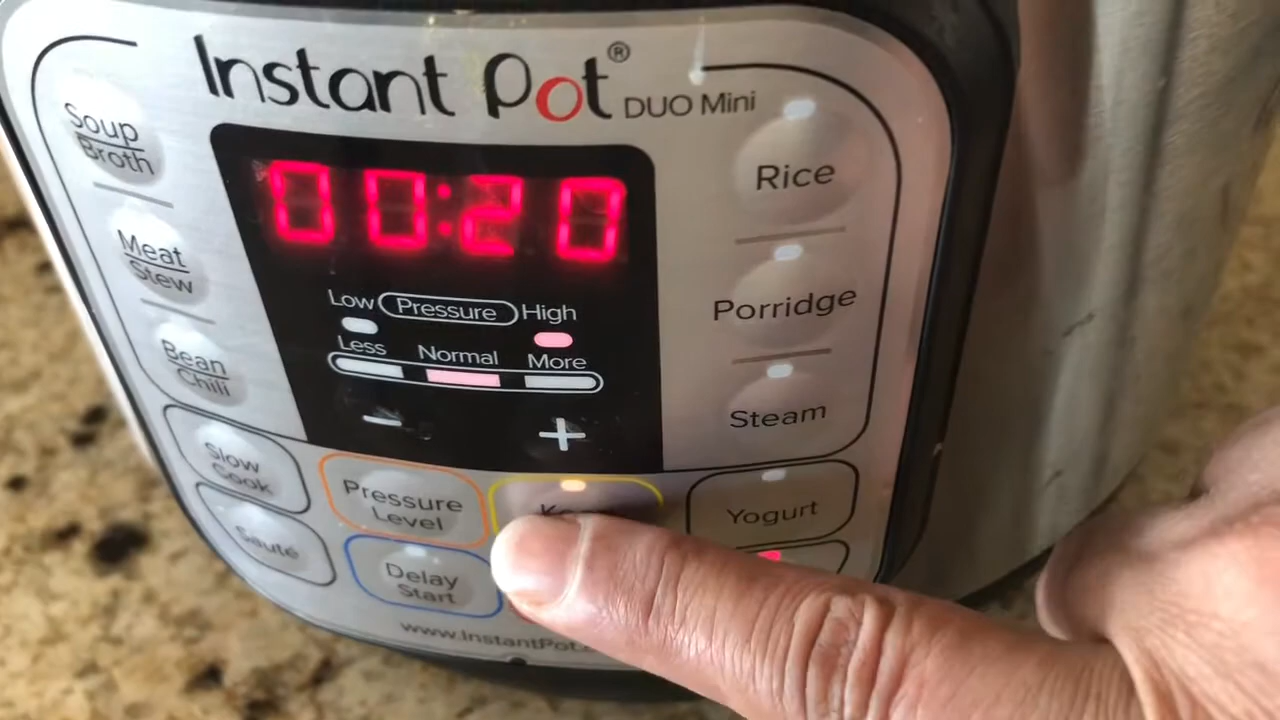 Instant Pot® DUO Mini
Soup
Broth
Meat
Stew
Bean
Chili
Slow
Cook
Sauté
00:20
Low Pressure High
Less Normal More
- +
Pressure
Level
Delay
Start
Rice
Porridge
Steam
Yogurt
www.InstantPot.